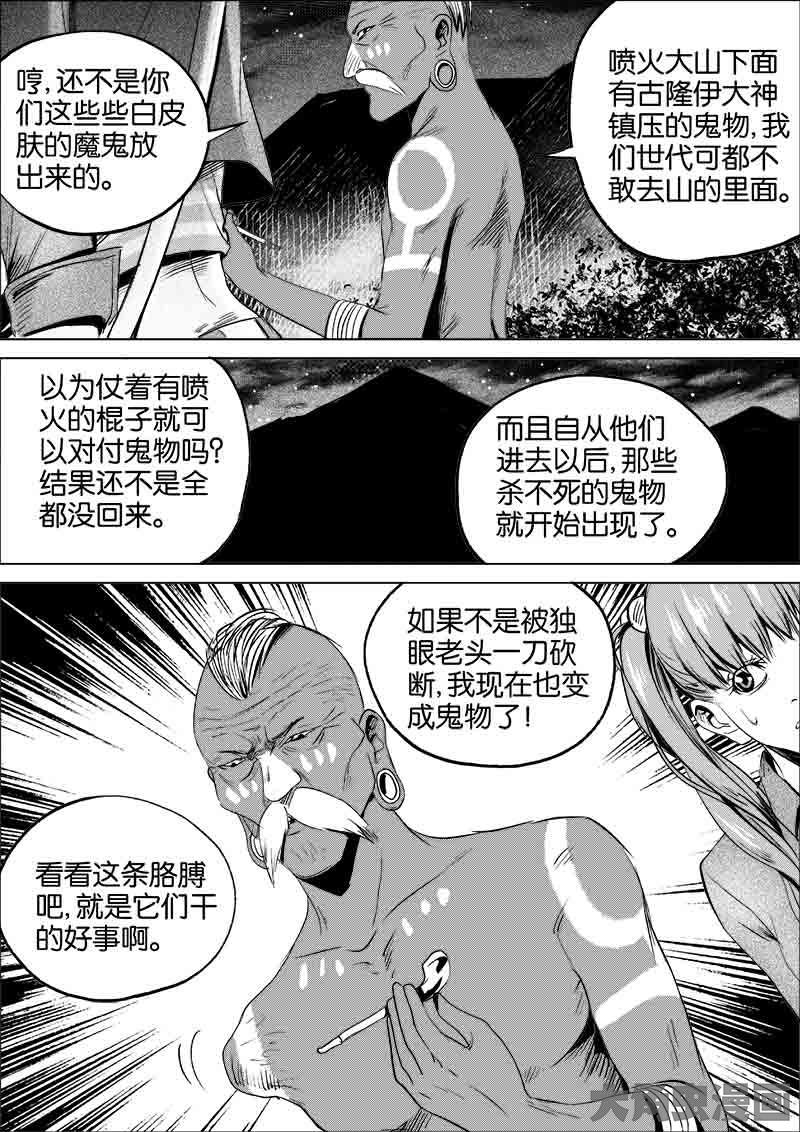 哼,还不是你
们这些些白皮
肤的魔鬼放
出来的。
喷火大山下面
有古隆伊大神
镇压的鬼物,我
们世代可都不
敢去山的里面。
以为仗着有喷
火的棍子就可
以对付鬼物吗?
结果还不是全
都没回来。
而且自从他们
进去以后,那些
杀不死的鬼物
就开始出现了。
如果不是被独
眼老头一刀砍
断,我现在也变
成鬼物了!
看看这条胳膊
吧,就是它们干
的好事啊。
大角虫漫画